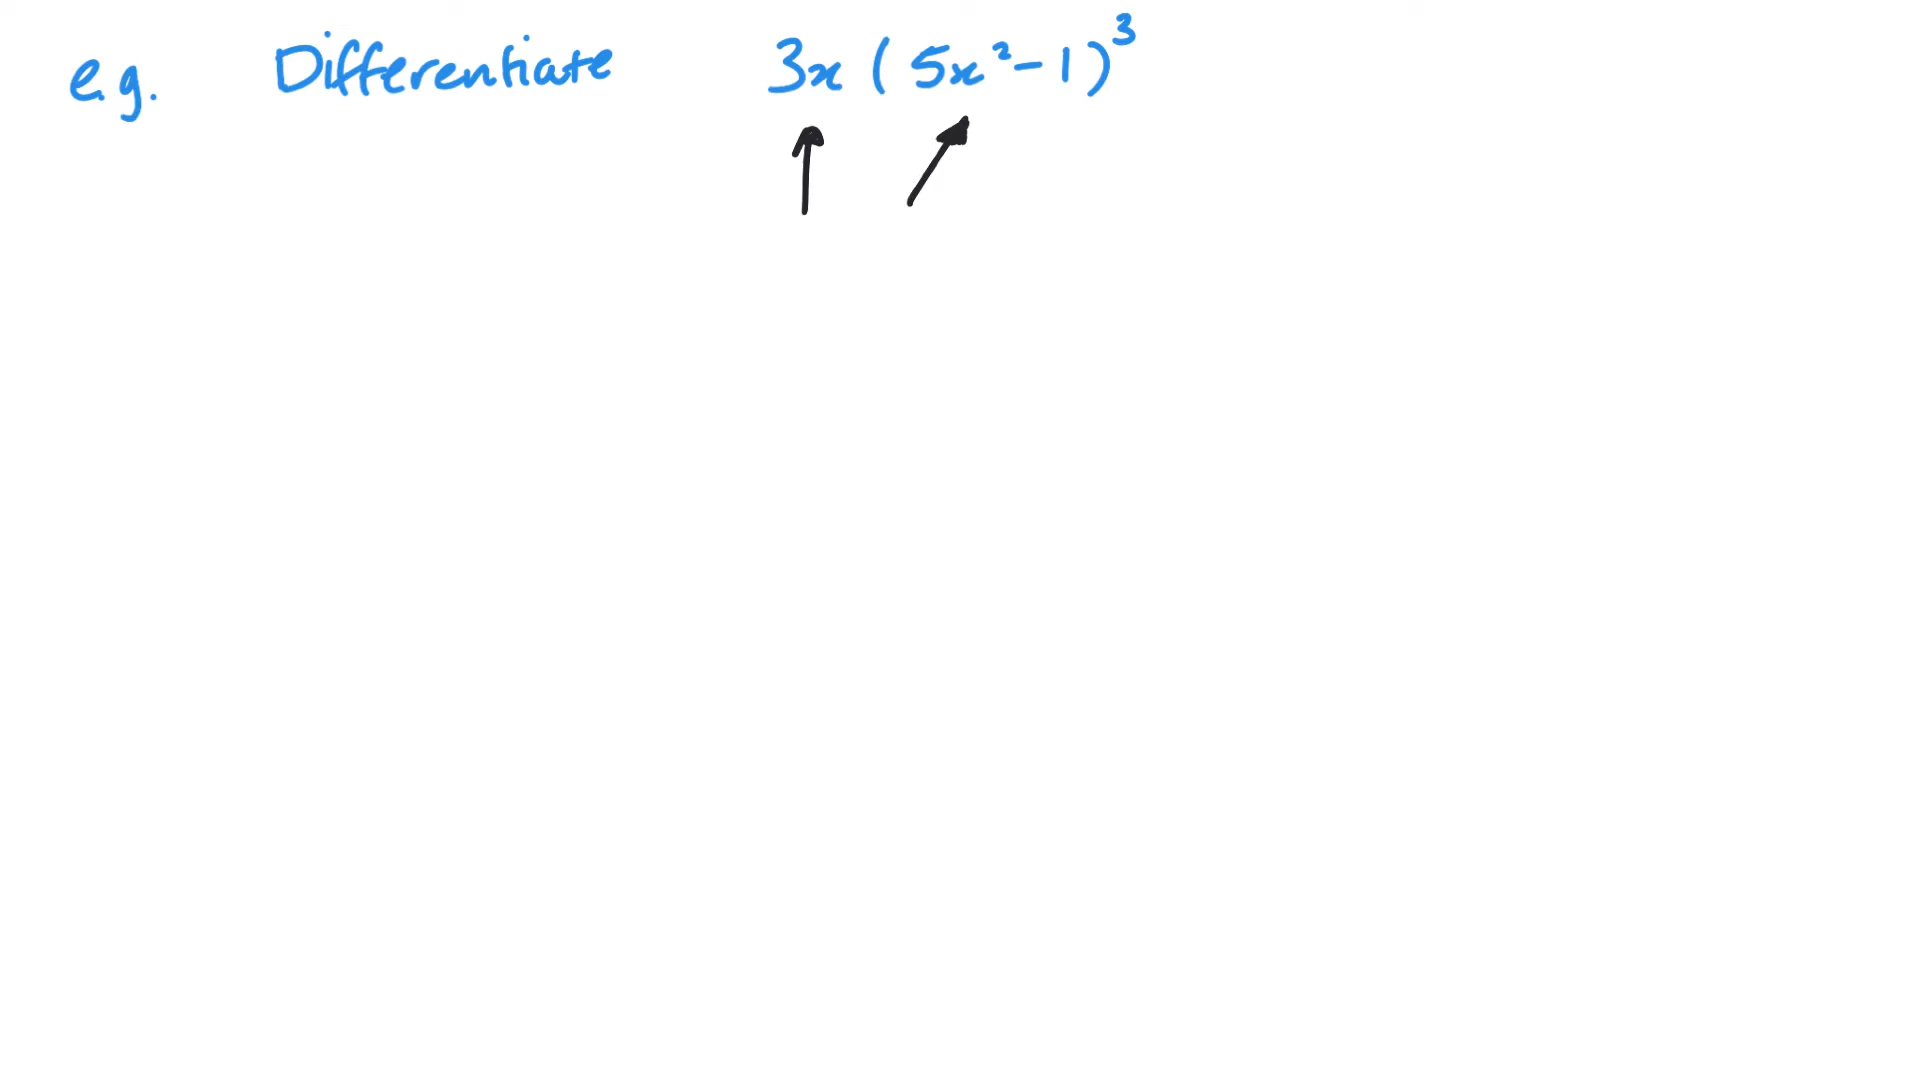 e.g. Differentiate 3x (5x²-1)³